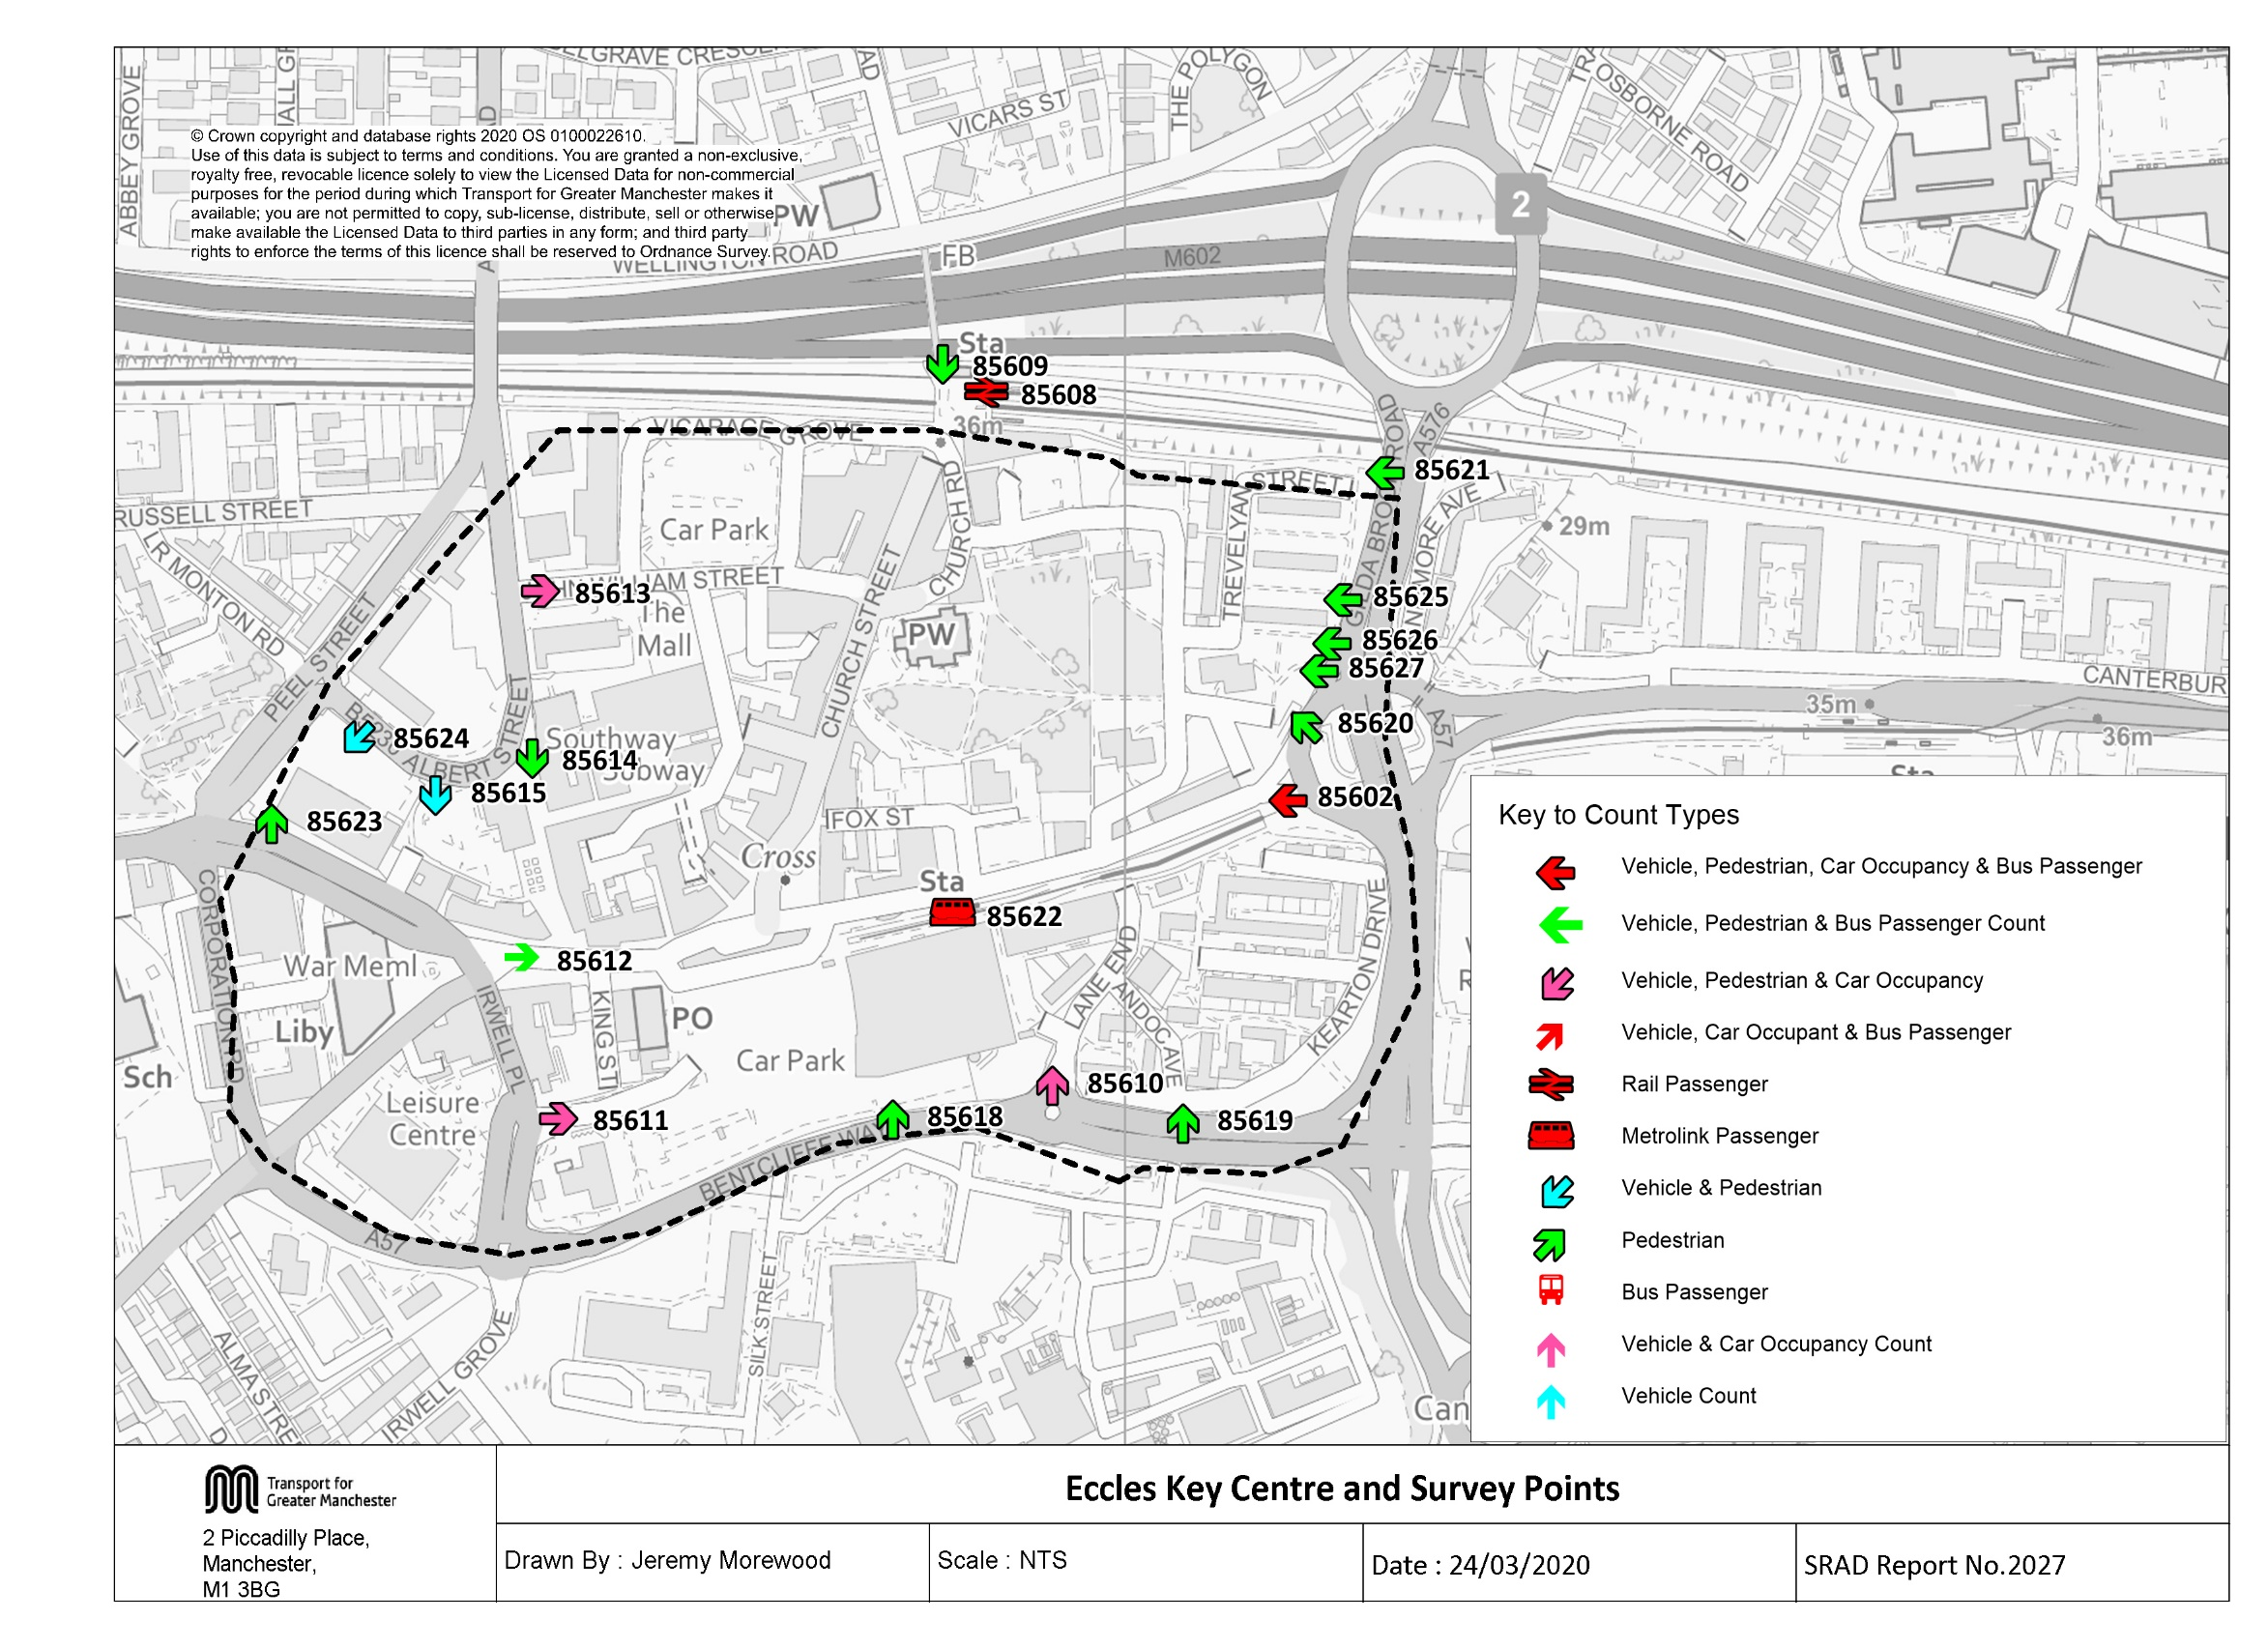 ABBEY GROVE
VICARS ST
THE POLYGON
OSBORNE ROAD
© Crown copyright and database rights 2020 OS 0100022610.
Use of this data is subject to terms and conditions. You are granted a non-exclusive,
royalty free, revocable licence solely to view the Licensed Data for non-commercial
purposes for the period during which Transport for Greater Manchester makes it
available; you are not permitted to copy, sub-license, distribute, sell or otherwise
make available the Licensed Data to third parties in any form; and third party
rights to enforce the terms of this licence shall be reserved to Ordnance Survey.
PW
2
WELLINGTON ROAD
FB
M602
Sta
85609
85608
36m
VICARAGE GROVE
ROAD
A576
85621
STREET
RUSSELL STREET
Car Park
CHURCH RD
29m
LR MONTON RD
85613
WILLIAM STREET
The
Mall
TREVELYAN
85625
85626
85627
PW
CHURCH STREET
PEEL STREET
STREET
CANTERBUR
35m
36m
A57
85620
85624
ALBERT
Southway
85614
Subway
85615
85602
85623
FOX ST
Cross
Sta
85622
CORPORATION RD
War Meml
85612
IRWELL PL
KING ST
PO
Liby
LANE END
KEARTON DRIVE
Sch
Car Park
85610
Leisure
Centre
85611
85618
85619
BENTCLIFFE WAY
A57
SILK STREET
IRWELL GROVE
Can
Key to Count Types
Vehicle, Pedestrian, Car Occupancy & Bus Passenger
Vehicle, Pedestrian & Bus Passenger Count
Vehicle, Pedestrian & Car Occupancy
Vehicle, Car Occupant & Bus Passenger
Rail Passenger
Metrolink Passenger
Vehicle & Pedestrian
Pedestrian
Bus Passenger
Vehicle & Car Occupancy Count
Vehicle Count
Transport for
Greater Manchester
2 Piccadilly Place,
Manchester,
M1 3BG
Eccles Key Centre and Survey Points
Drawn By : Jeremy Morewood
Scale : NTS
Date : 24/03/2020
SRAD Report No.2027